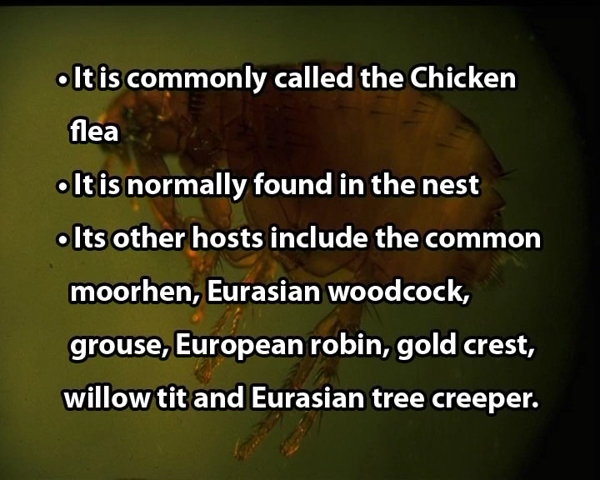 • It is commonly called the Chicken
flea
• It is normally found in the nest
• Its other hosts include the common
moorhen, Eurasian woodcock,
grouse, European robin, gold crest,
willow tit and Eurasian tree creeper.